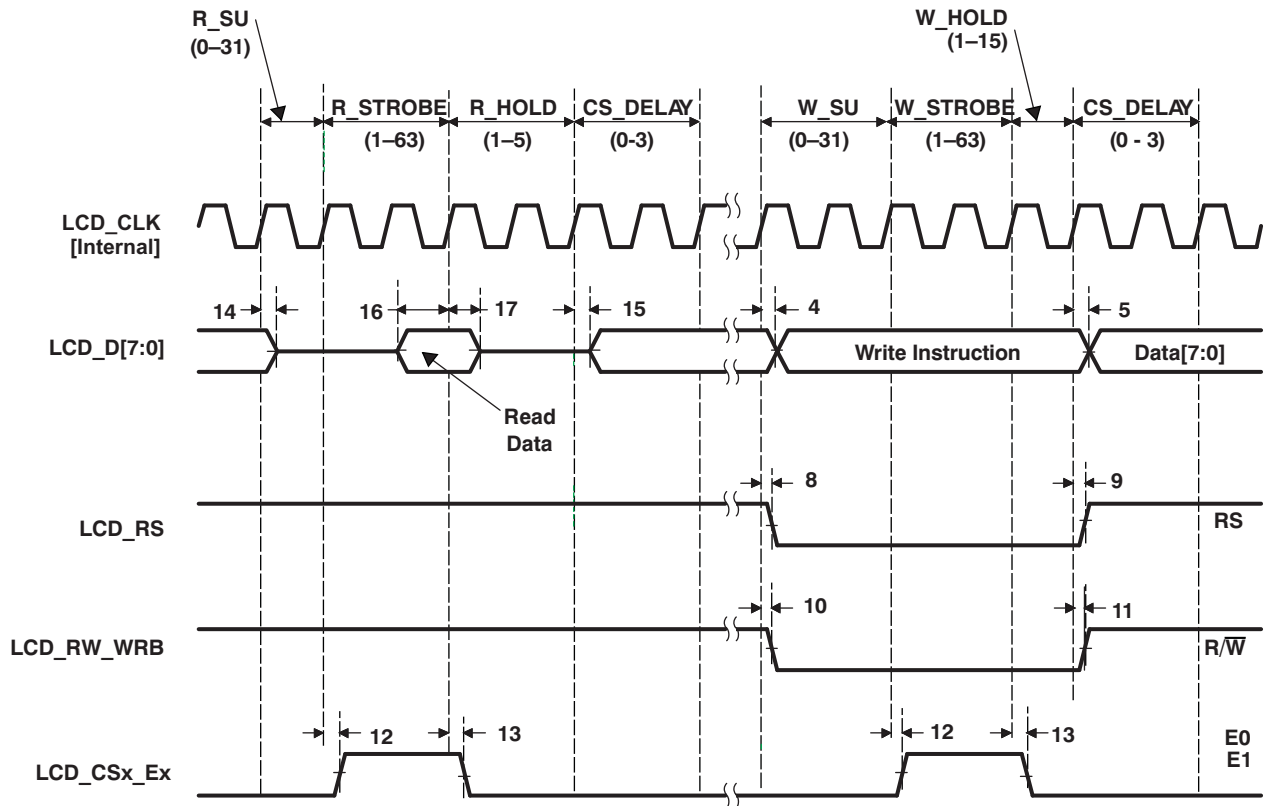 R_SU
(0–31)
W_HOLD
(1–15)
R_STROBE R_HOLD CS_DELAY W_SU W_STROBE CS_DELAY
(1–63) (1–5) (0-3) (0–31) (1–63) (0 - 3)
LCD_CLK
[Internal]
14 16 17 15 4 5
LCD_D[7:0] Write Instruction Data[7:0]
Read
Data
8 9
LCD_RS RS
10 11
LCD_RW_WRB R/W̅
12 13 12 13
E0
LCD_CSx_Ex E1